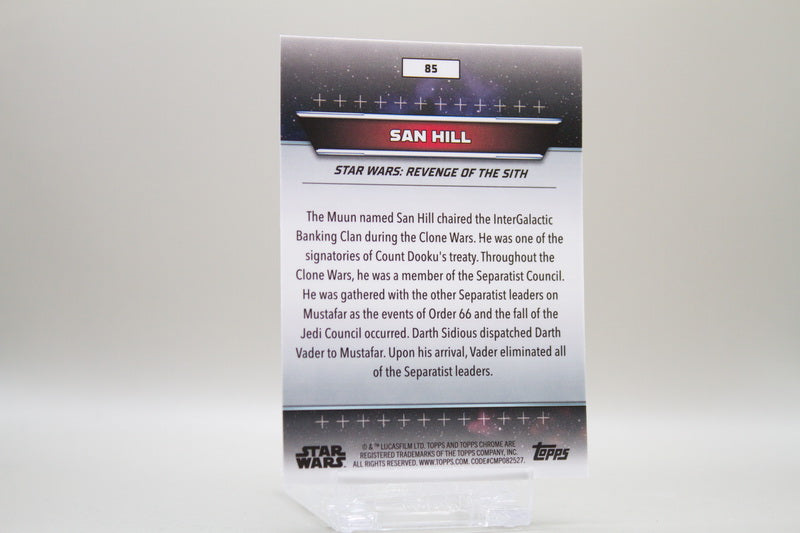 85
SAN HILL
STAR WARS: REVENGE OF THE SITH
The Muun named San Hill chaired the InterGalactic
Banking Clan during the Clone Wars. He was one of the
signatories of Count Dooku's treaty. Throughout the
Clone Wars, he was a member of the Separatist Council.
He was gathered with the other Separatist leaders on
Mustafar as the events of Order 66 and the fall of the
Jedi Council occurred. Darth Sidious dispatched Darth
Vader to Mustafar. Upon his arrival, Vader eliminated all
of the Separatist leaders.
STAR
WARS
© & ™ LUCASFILM LTD. TOPPS AND TOPPS CHROME ARE
REGISTERED TRADEMARKS OF THE TOPPS COMPANY, INC.
ALL RIGHTS RESERVED. WWW.TOPPS.COM. CODE#CMP082527.
Topps